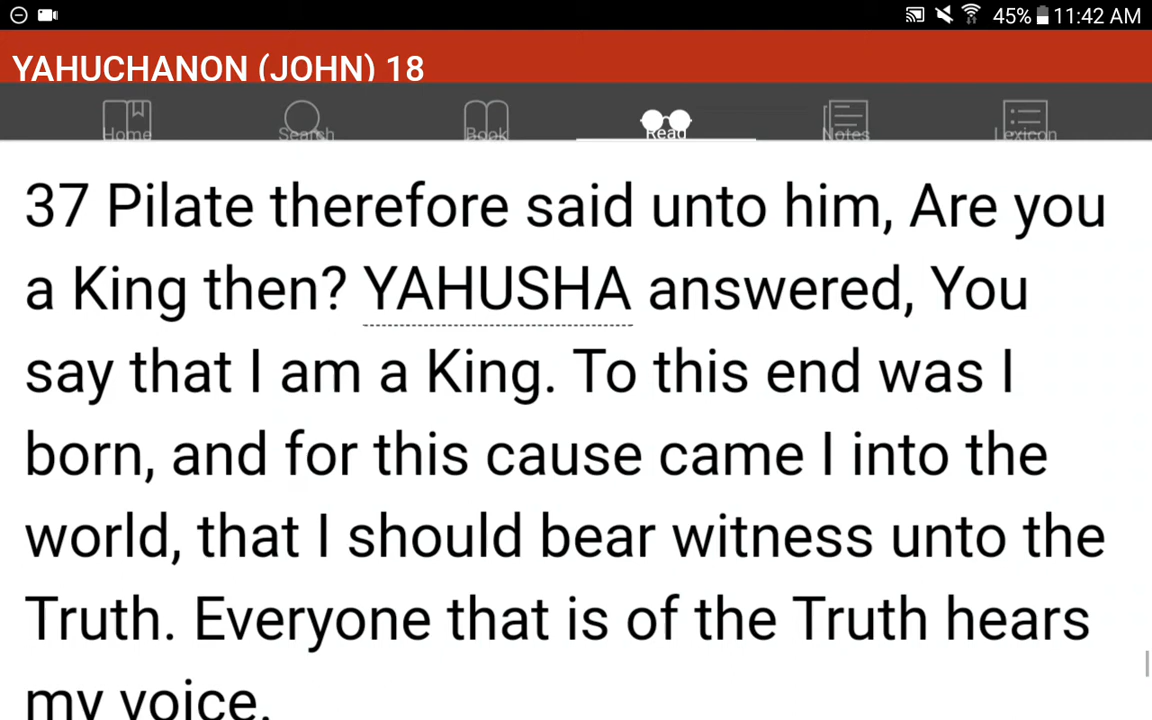 45% 11:42 AM
YAHUCHANON (JOHN) 18
Home Search Book Read Notes Lexicon
37 Pilate therefore said unto him, Are you
a King then? YAHUSHA answered, You
say that I am a King. To this end was I
born, and for this cause came I into the
world, that I should bear witness unto the
Truth. Everyone that is of the Truth hears
my voice.